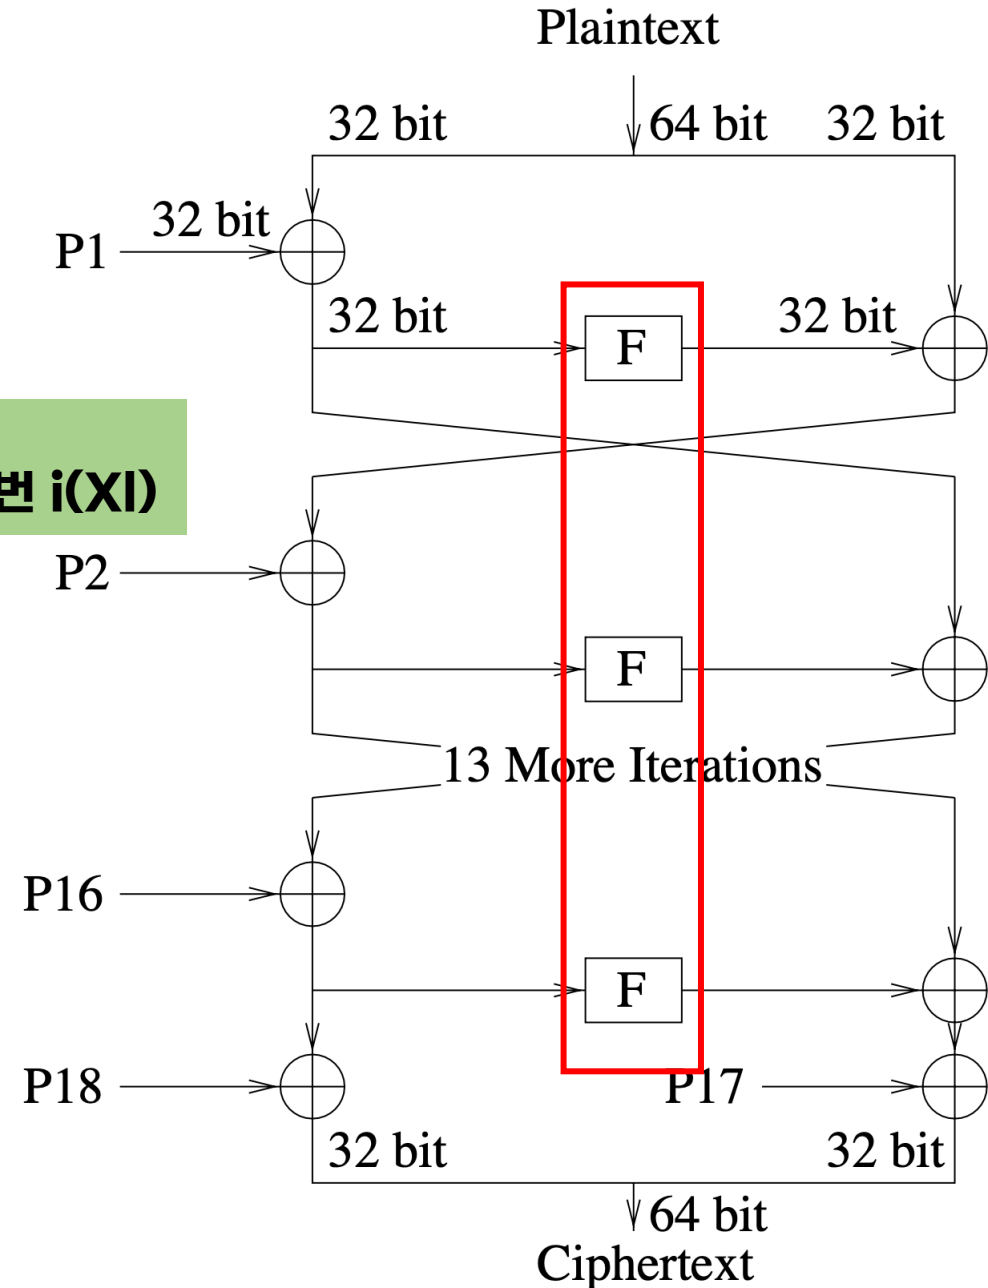 Plaintext
32 bit 64 bit 32 bit
32 bit
P1
32 bit F 32 bit
번 i(Xl)
P2
F
13 More Iterations
P16
F
P18 P17
32 bit 32 bit
64 bit
Ciphertext